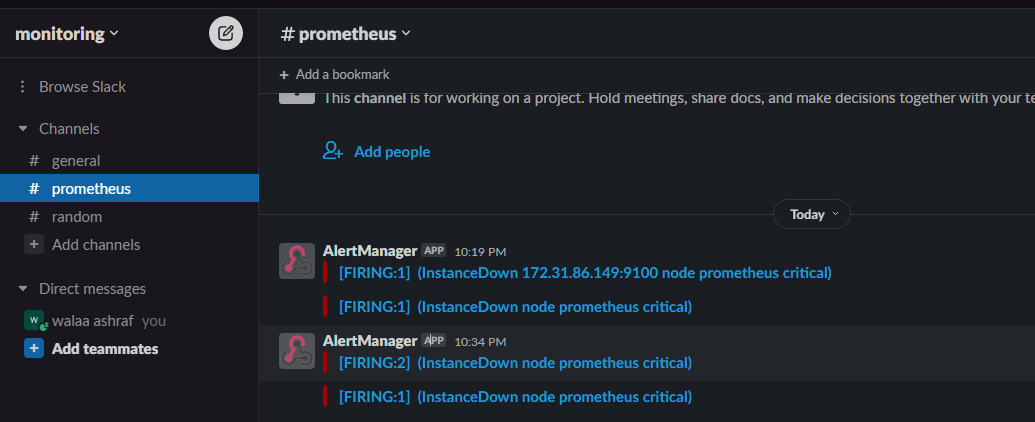 monitoring
# prometheus
+ Add a bookmark
Browse Slack
Channels
# general
# prometheus
# random
+ Add channels
Direct messages
W walaa ashraf you
+ Add teammates
This channel is for working on a project. Hold meetings, share docs, and make decisions together with your te
Add people
Today
AlertManager APP 10:19 PM
[FIRING:1] (InstanceDown 172.31.86.149:9100 node prometheus critical)
[FIRING:1] (InstanceDown node prometheus critical)
AlertManager APP 10:34 PM
[FIRING:2] (InstanceDown node prometheus critical)
[FIRING:1] (InstanceDown node prometheus critical)